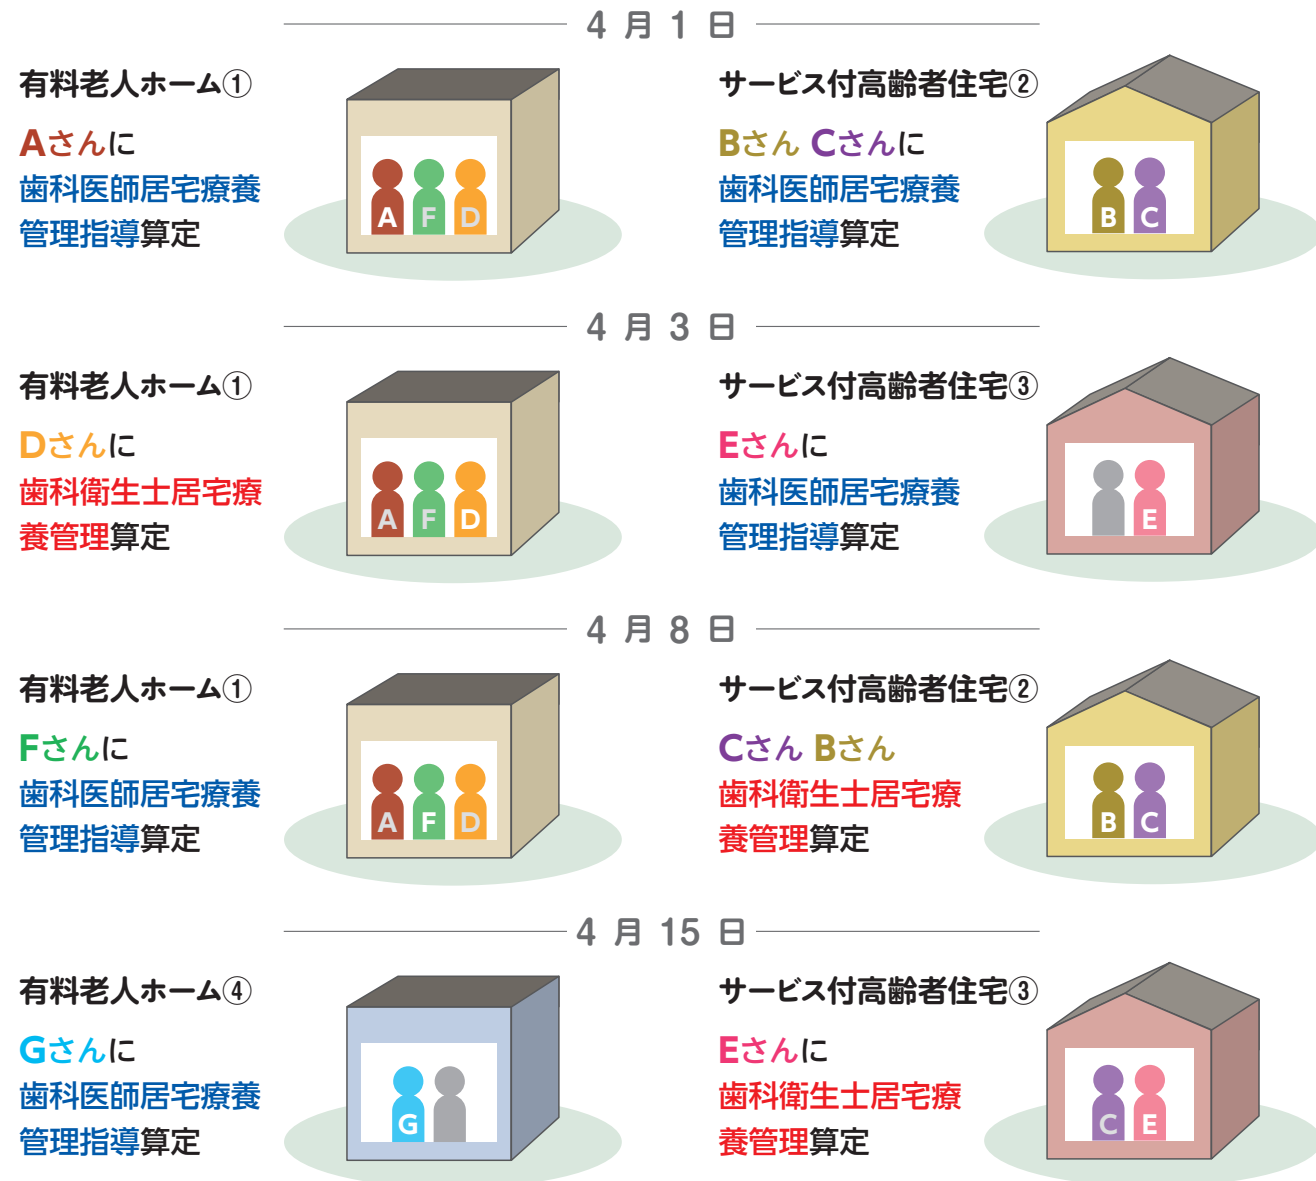 4 月 1 日
有料老人ホーム①
Aさんに
歯科医師居宅療養
管理指導算定
A F D
サービス付高齢者住宅②
Bさん Cさんに
歯科医師居宅療養
管理指導算定
B C
4 月 3 日
有料老人ホーム①
Dさんに
歯科衛生士居宅療
養管理算定
A F D
サービス付高齢者住宅③
Eさんに
歯科医師居宅療養
管理指導算定
E
4 月 8 日
有料老人ホーム①
Fさんに
歯科医師居宅療養
管理指導算定
A F D
サービス付高齢者住宅②
Cさん Bさん
歯科衛生士居宅療
養管理算定
B C
4 月 15 日
有料老人ホーム④
Gさんに
歯科医師居宅療養
管理指導算定
G
サービス付高齢者住宅③
Eさんに
歯科衛生士居宅療
養管理算定
C E